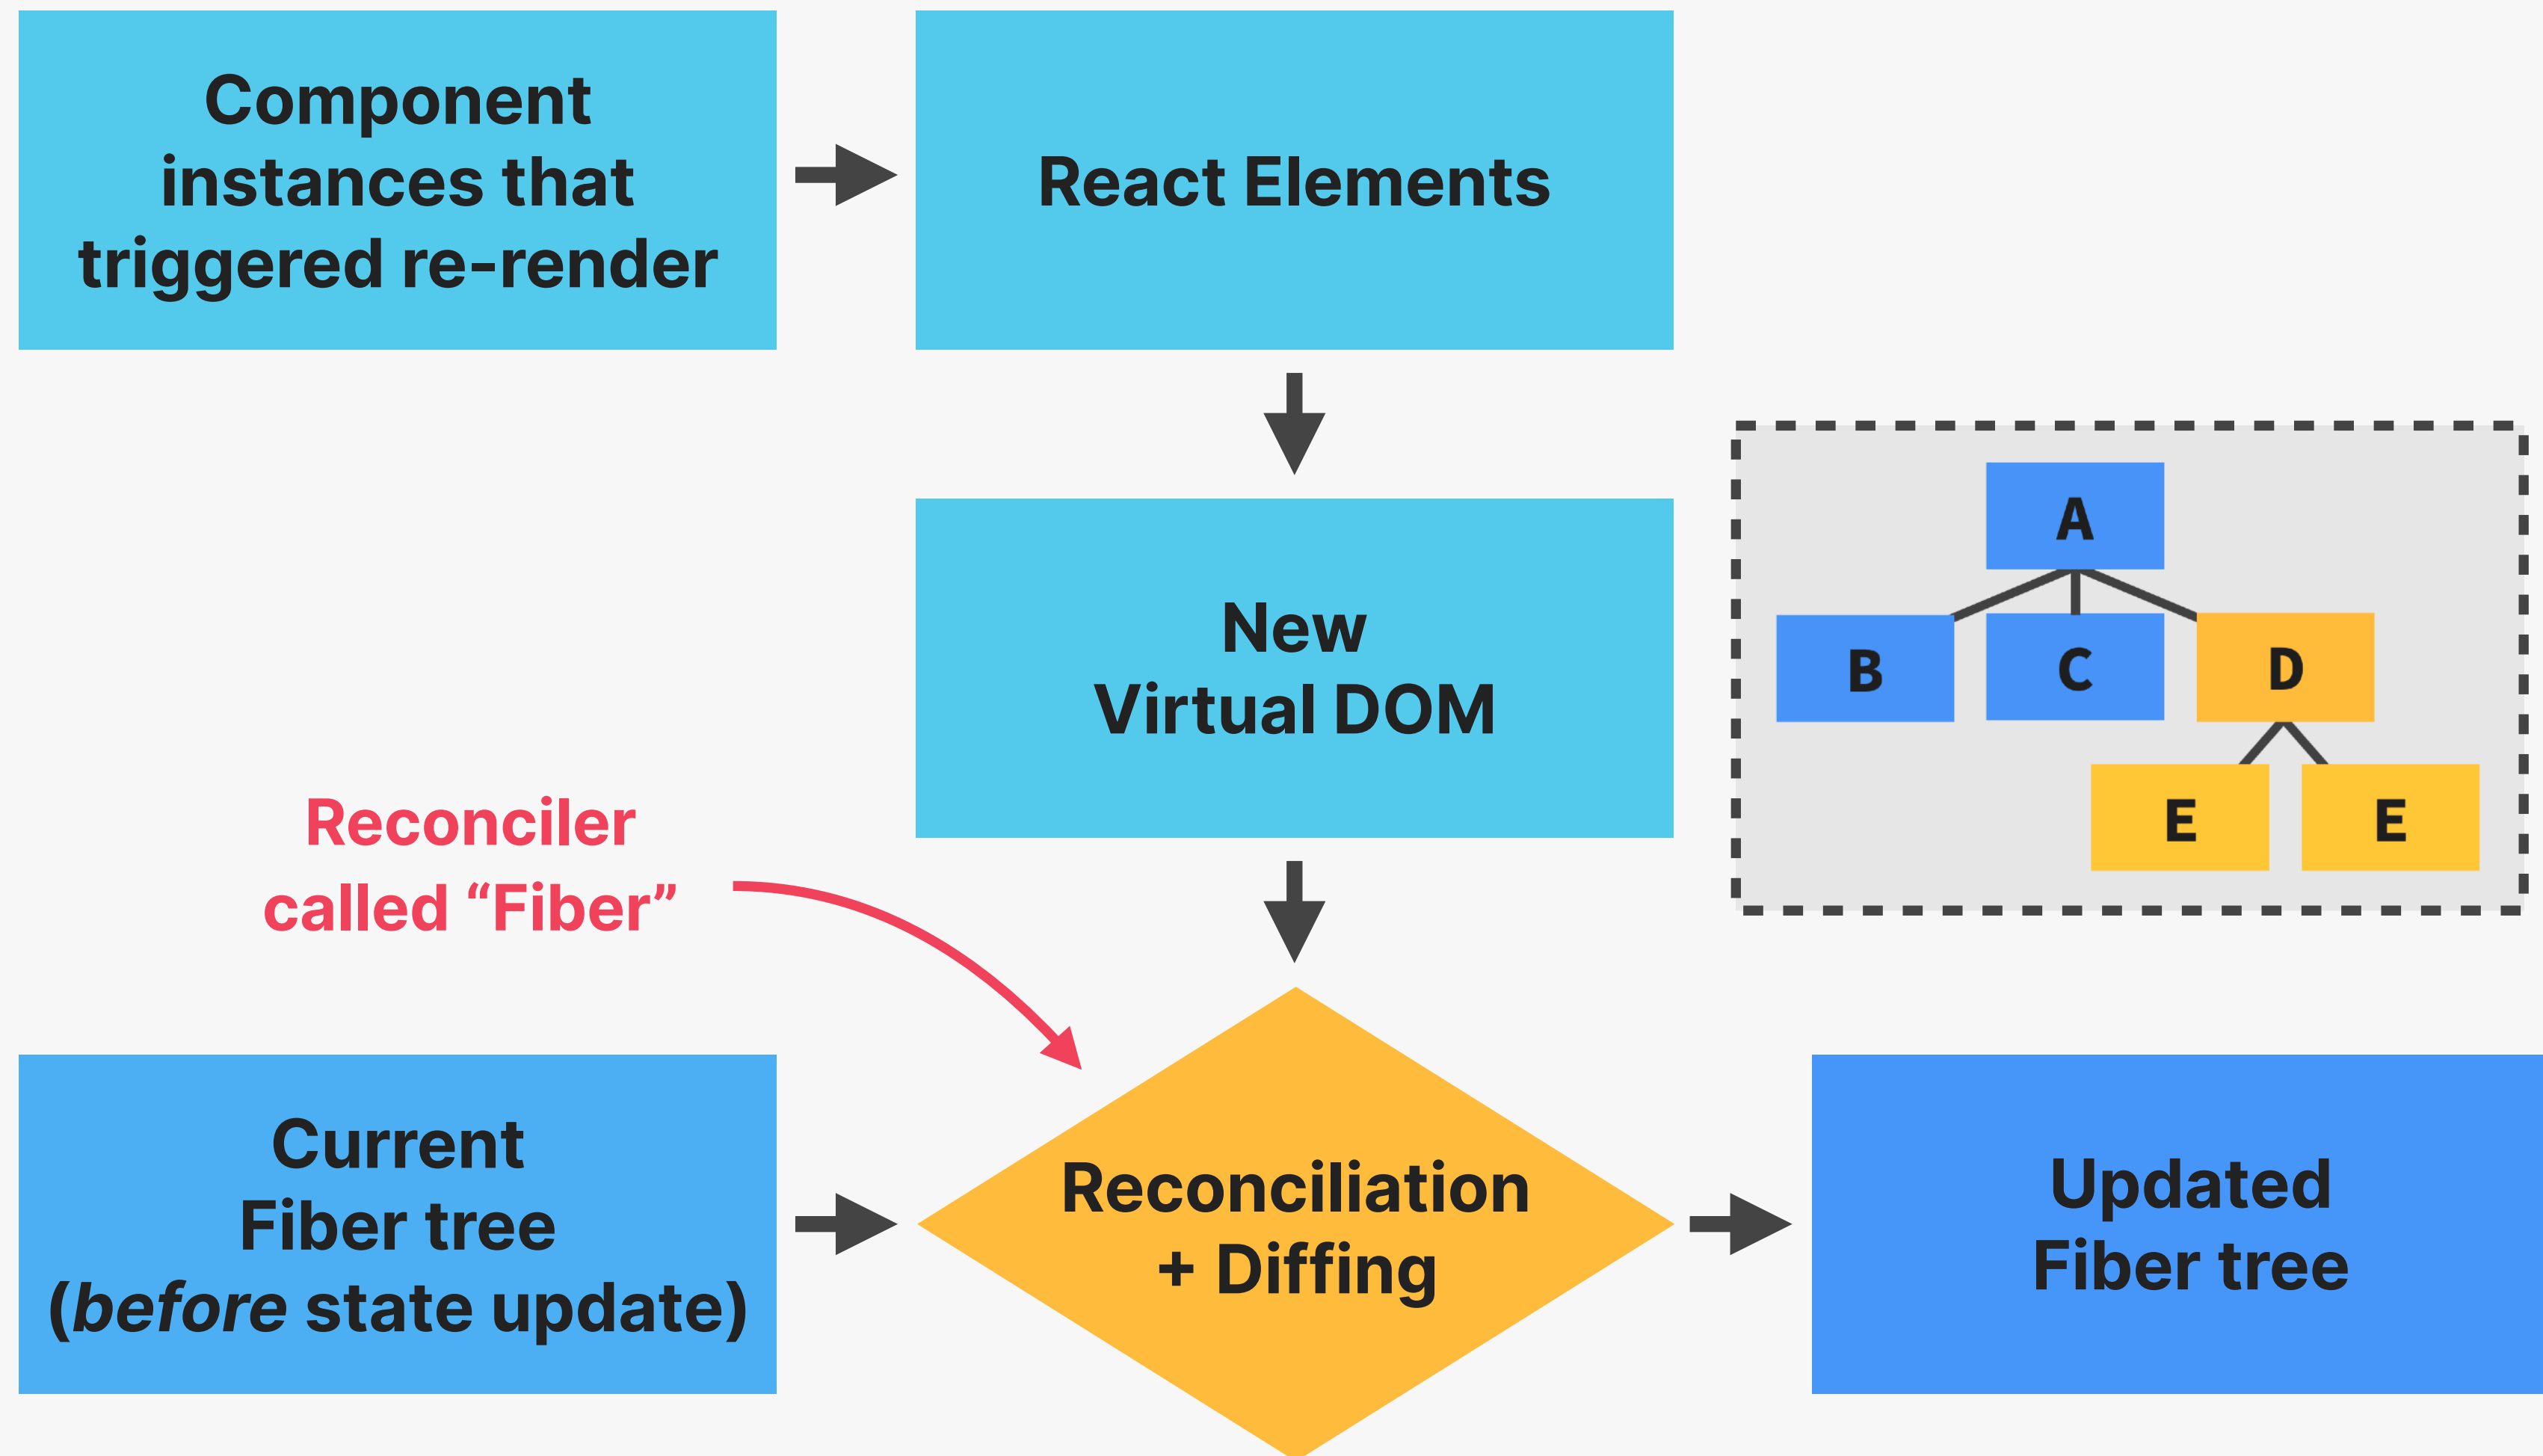 Component
instances that
triggered re-render
React Elements
New
Virtual DOM
A
B
C
D
E
E
Reconciler
called “Fiber”
Current
Fiber tree
(before state update)
Reconciliation
+ Diffing
Updated
Fiber tree